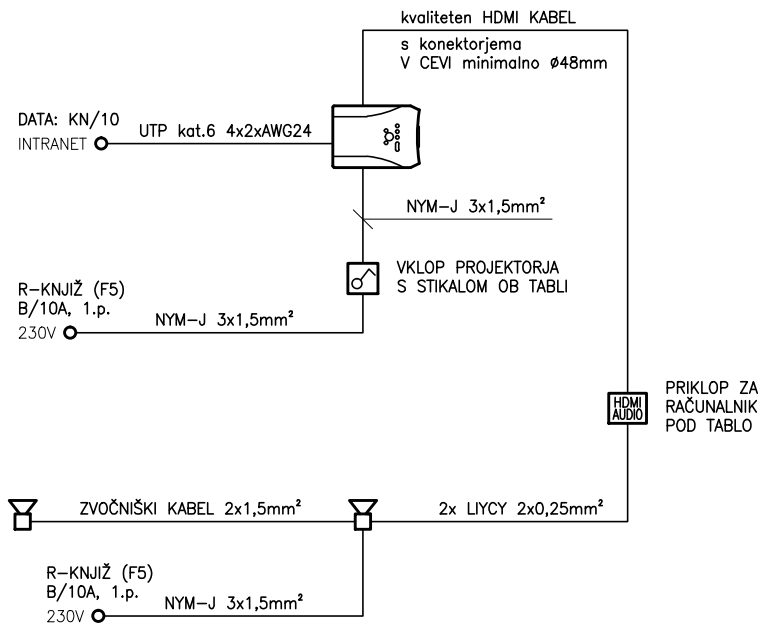 kvaliteten HDMI KABEL
s konektorjema
V CEVI minimalno Ø48mm
DATA: KN/10
INTRANET
UTP kat.6 4x2xAWG24
NYM-J 3x1,5mm²
VKLOP PROJEKTORJA
S STIKALOM OB TABLI
R-KNJIŽ (F5)
B/10A, 1.p.
230V
NYM-J 3x1,5mm²
HDMI
AUDIO
PRIKLOP ZA
RAČUNALNIK
POD TABLO
ZVOČNIŠKI KABEL 2x1,5mm²
2x LIYCY 2x0,25mm²
R-KNJIŽ (F5)
B/10A, 1.p.
230V
NYM-J 3x1,5mm²